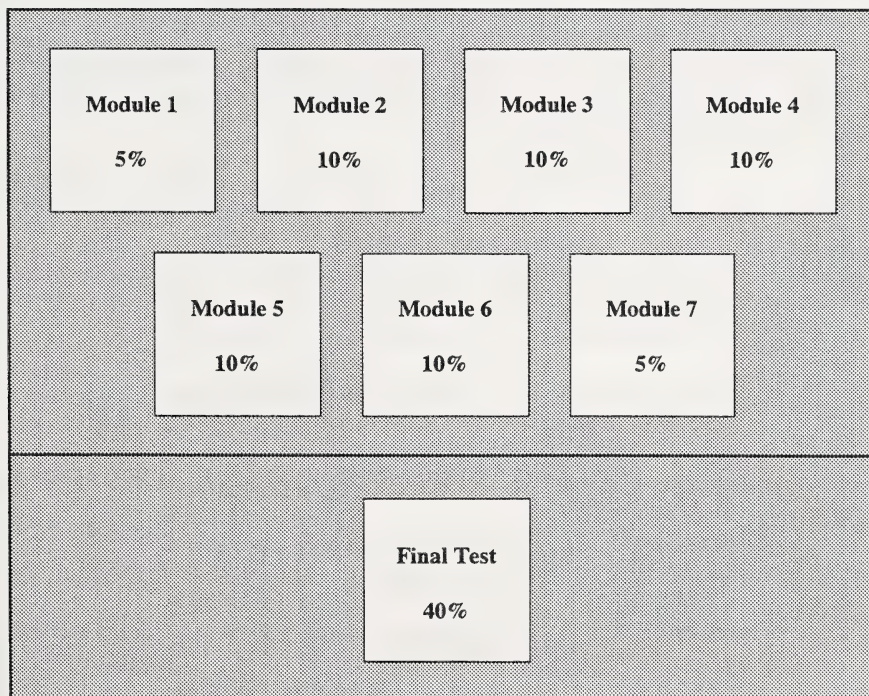 Module 1
5%
Module 2
10%
Module 3
10%
Module 4
10%
Module 5
10%
Module 6
10%
Module 7
5%
Final Test
40%